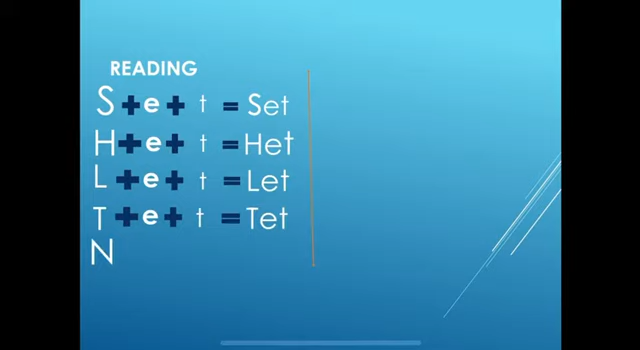 READING
S + e + t = Set
H + e + t = Het
L + e + t = Let
T + e + t = Tet
N